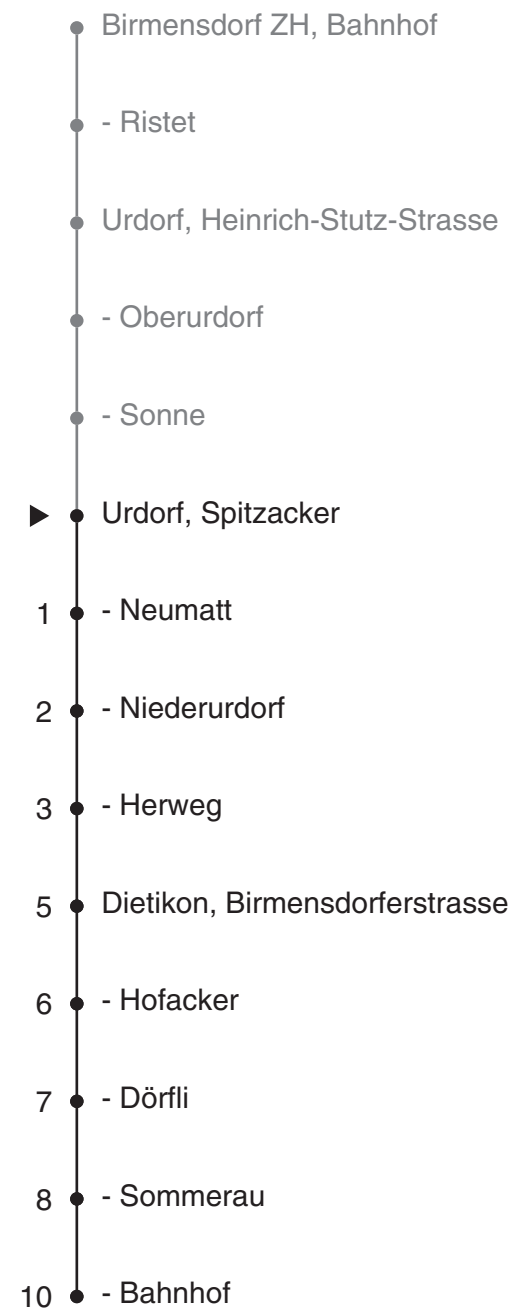 Birmensdorf ZH, Bahnhof
- Ristet
Urdorf, Heinrich-Stutz-Strasse
- Oberurdorf
- Sonne
Urdorf, Spitzacker
1 - Neumatt
2 - Niederurdorf
3 - Herweg
5 Dietikon, Birmensdorferstrasse
6 - Hofacker
7 - Dörfli
8 - Sommerau
10 - Bahnhof